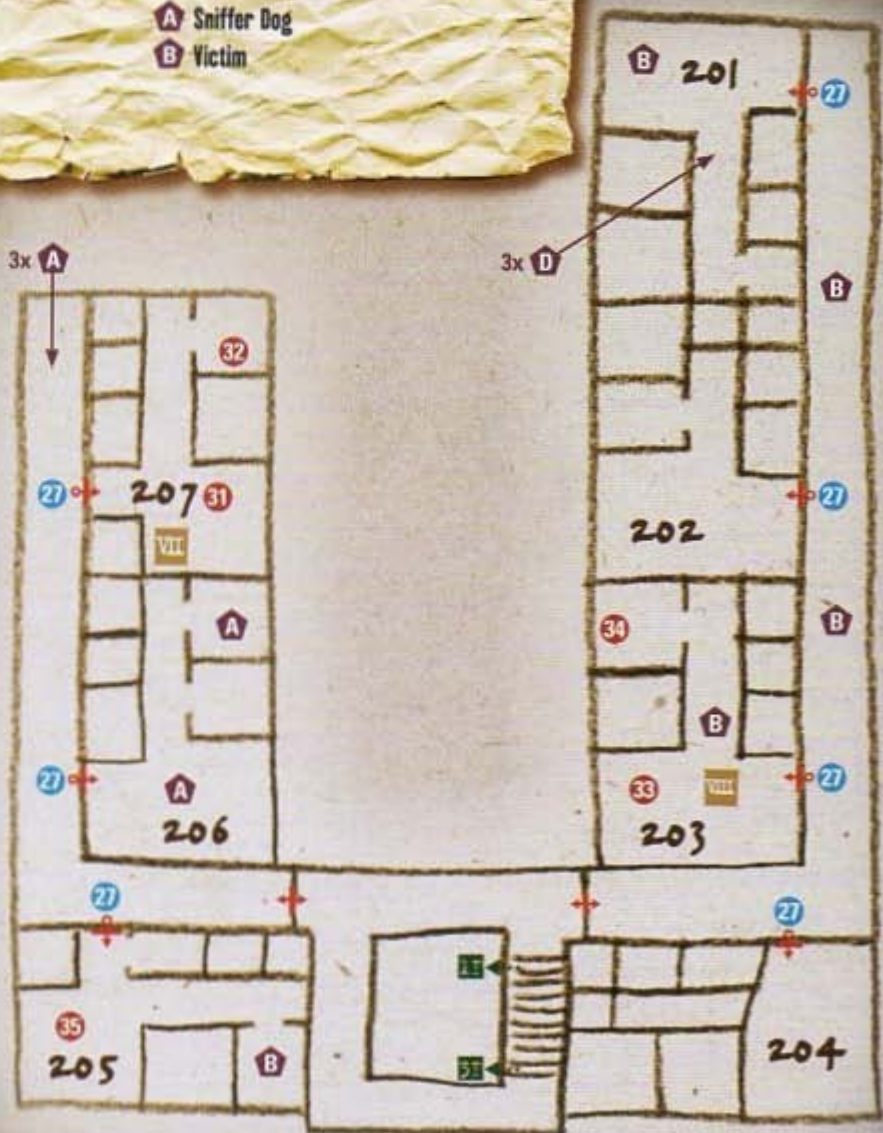 A Sniffer Dog
B Victim
B 201 27
3x A 3x D
B
32
27 207 31 27
VII 202
A 34 B
B
27 A 33 VIII 27
206 203
27 27
1F
35
205 B 204